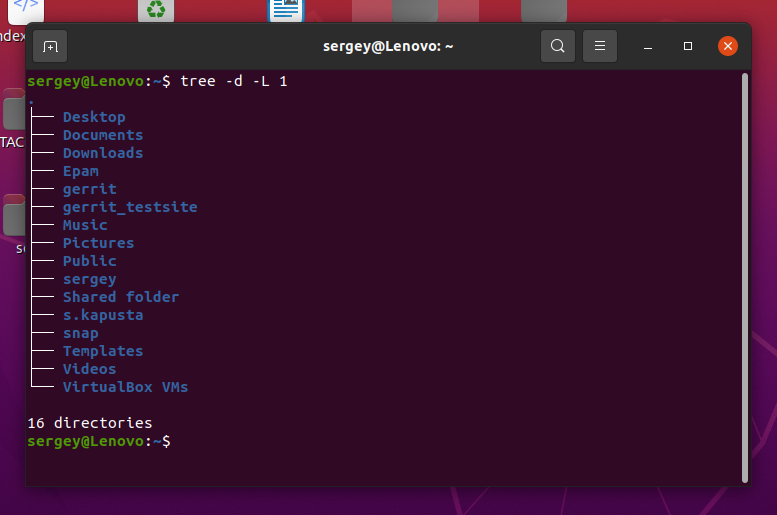 </>
ndex
sergey@Lenovo: ~
TAC
s
sergey@Lenovo:~$ tree -d -L 1
.
├── Desktop
├── Documents
├── Downloads
├── Epam
├── gerrit
├── gerrit_testsite
├── Music
├── Pictures
├── Public
├── sergey
├── Shared folder
├── s.kapusta
├── snap
├── Templates
├── Videos
└── VirtualBox VMs
16 directories
sergey@Lenovo:~$